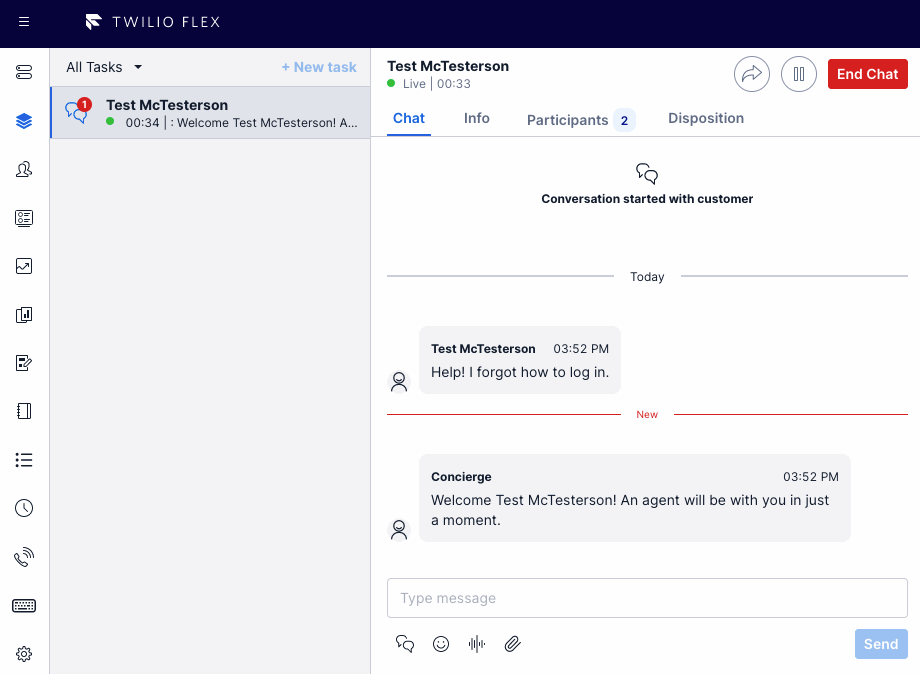 TWILIO FLEX
All Tasks
+ New task
1
Test McTesterson
00:34 | : Welcome Test McTesterson! A...
Test McTesterson
Live | 00:33
End Chat
Chat
Info
Participants 2
Disposition
Conversation started with customer
Today
Test McTesterson 03:52 PM
Help! I forgot how to log in.
New
Concierge 03:52 PM
Welcome Test McTesterson! An agent will be with you in just
a moment.
Type message
Send